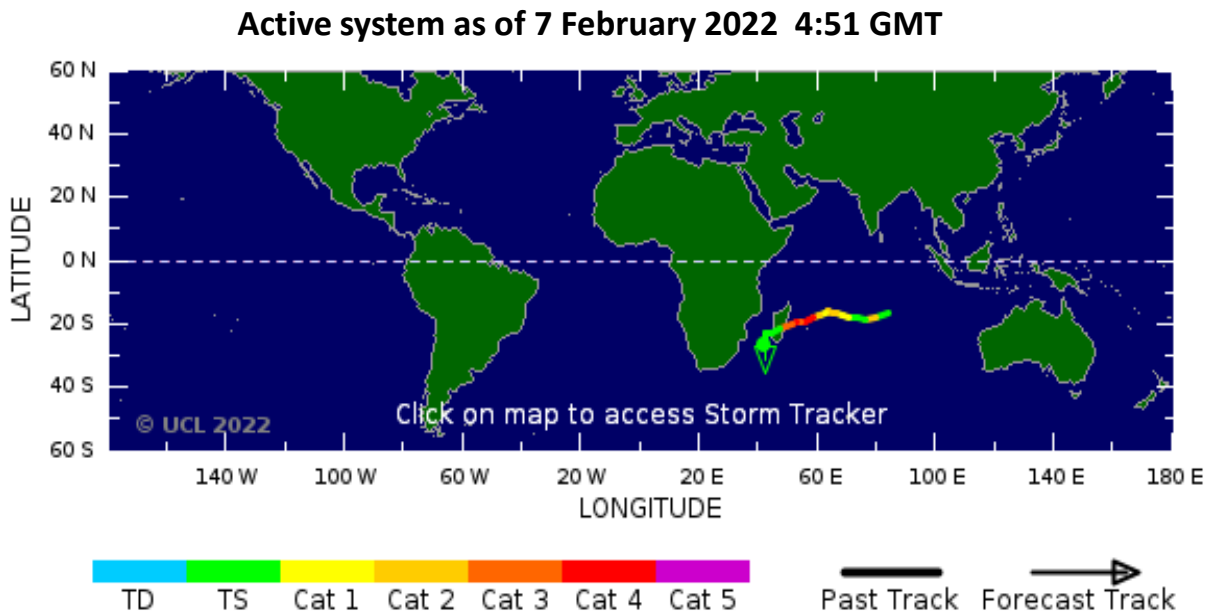 Active system as of 7 February 2022  4:51 GMT
60 N
40 N
20 N
0 N
20 S
40 S
60 S
LATITUDE
Click on map to access Storm Tracker
© UCL 2022
140 W 100 W 60 W 20 W 20 E 60 E 100 E 140 E 180 E
LONGITUDE
TD TS Cat 1 Cat 2 Cat 3 Cat 4 Cat 5 Past Track Forecast Track